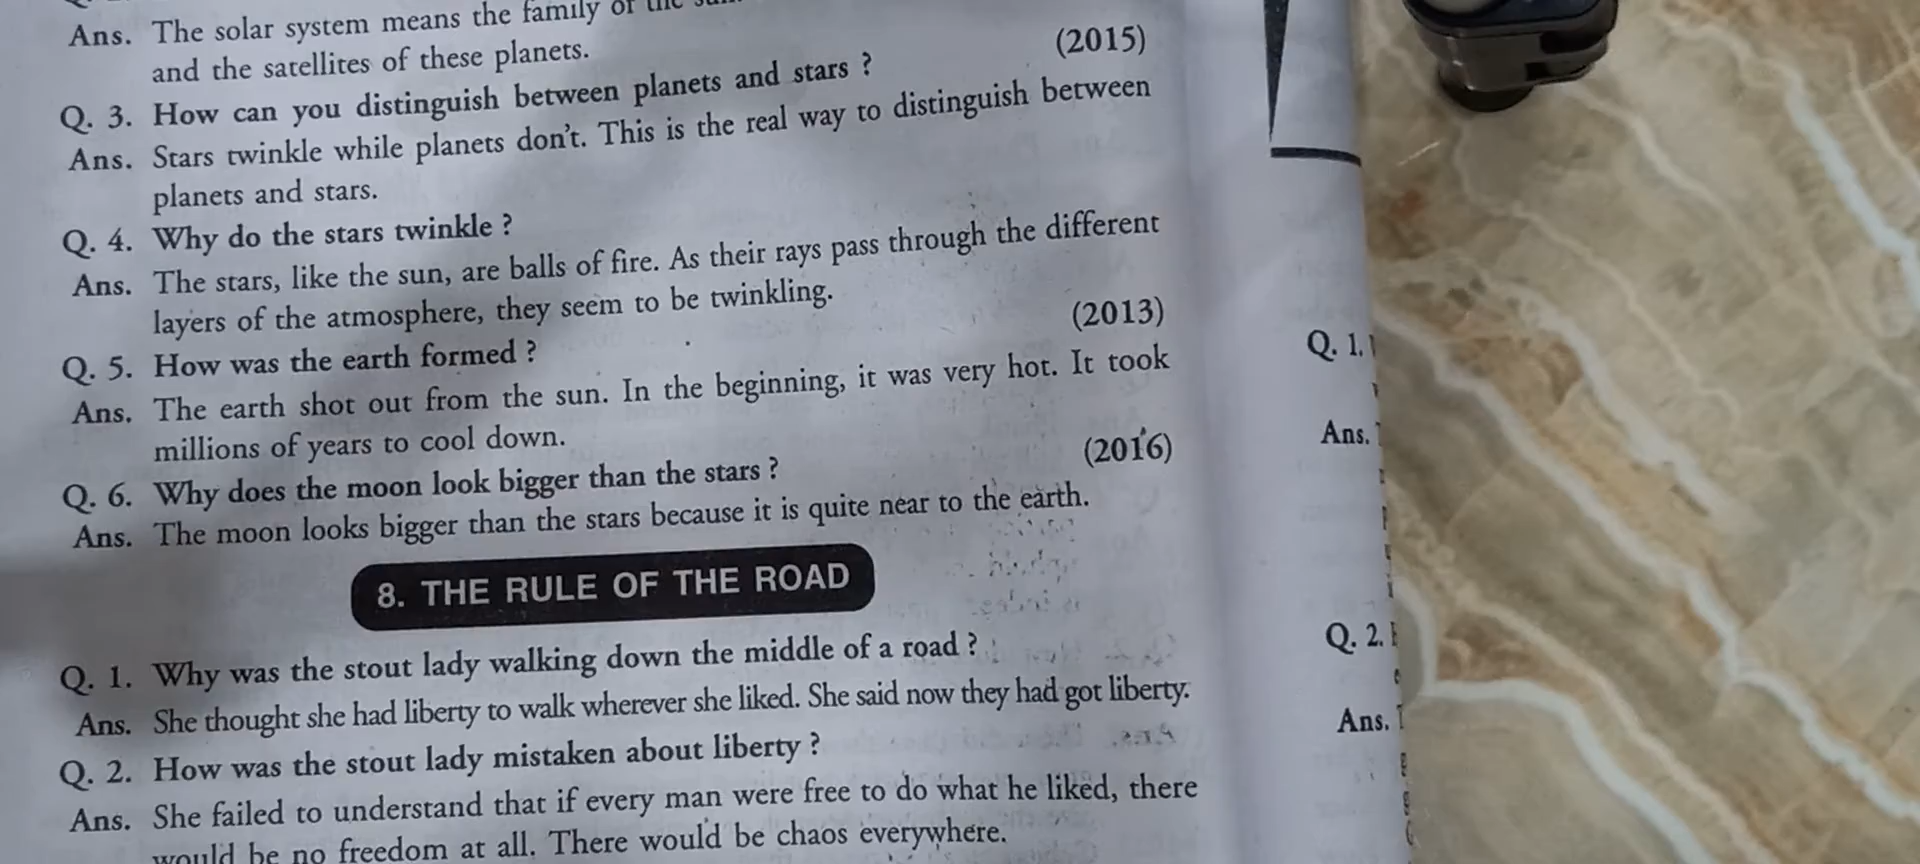 Ans. The solar system means the family of the
and the satellites of these planets.
(2015)
Q. 3. How can you distinguish between planets and stars ?
Ans. Stars twinkle while planets don't. This is the real way to distinguish between
planets and stars.
Q. 4. Why do the stars twinkle ?
Ans. The stars, like the sun, are balls of fire. As their rays pass through the different
layers of the atmosphere, they seem to be twinkling.
(2013)
Q. 5. How was the earth formed ?
Ans. The earth shot out from the sun. In the beginning, it was very hot. It took
millions of years to cool down.
(2016)
Q. 6. Why does the moon look bigger than the stars ?
Ans. The moon looks bigger than the stars because it is quite near to the earth.
8. THE RULE OF THE ROAD
Q. 1. Why was the stout lady walking down the middle of a road ?
Ans. She thought she had liberty to walk wherever she liked. She said now they had got liberty.
Q. 2. How was the stout lady mistaken about liberty ?
Ans. She failed to understand that if every man were free to do what he liked, there
would be no freedom at all. There would be chaos everywhere.
Q. 1.
Ans.
Q. 2.
Ans.